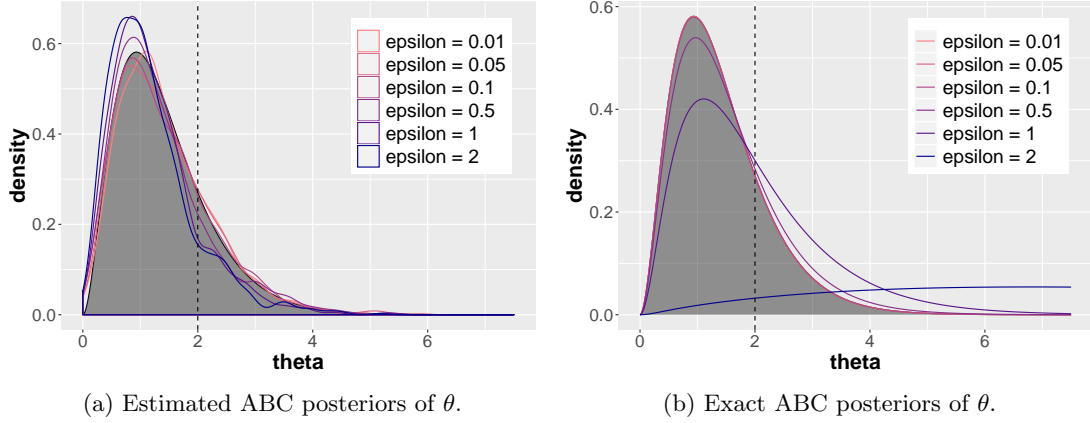 0.6
0.4
0.2
0.0
density
0
2
4
6
theta
epsilon = 0.01
epsilon = 0.05
epsilon = 0.1
epsilon = 0.5
epsilon = 1
epsilon = 2
(a) Estimated ABC posteriors of θ.
0.6
0.4
0.2
0.0
density
0
2
4
6
theta
epsilon = 0.01
epsilon = 0.05
epsilon = 0.1
epsilon = 0.5
epsilon = 1
epsilon = 2
(b) Exact ABC posteriors of θ.